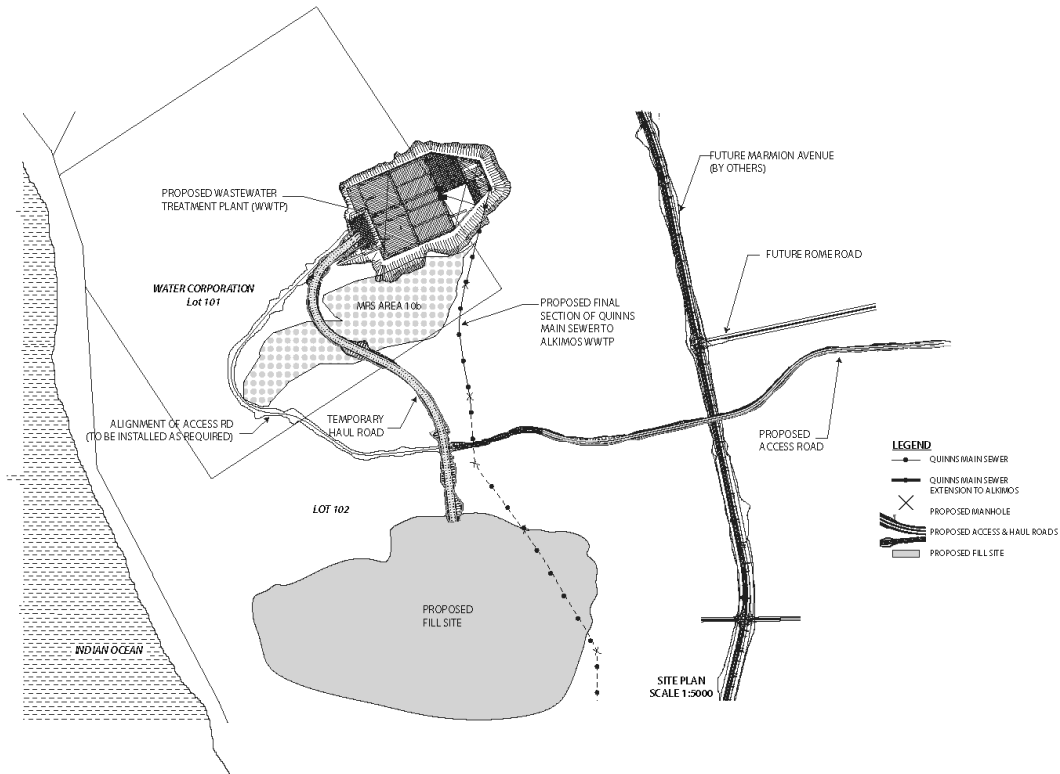 FUTURE MARMION AVENUE
(BY OTHERS)
PROPOSED WASTEWATER
TREATMENT PLANT (WWTP)
FUTURE ROME ROAD
WATER CORPORATION
Lot 101
MRS AREA 10b
PROPOSED FINAL
SECTION OF QUINNS
MAIN SEWER TO
ALKIMOS WWTP
ALIGNMENT OF ACCESS RD
(TO BE INSTALLED AS REQUIRED)
TEMPORARY
HAUL ROAD
PROPOSED
ACCESS ROAD
LEGEND
QUINNS MAIN SEWER
QUINNS MAIN SEWER
EXTENSION TO ALKIMOS
PROPOSED MANHOLE
PROPOSED ACCESS & HAUL ROADS
PROPOSED FILL SITE
LOT 102
PROPOSED
FILL SITE
INDIAN OCEAN
SITE PLAN
SCALE 1:5000